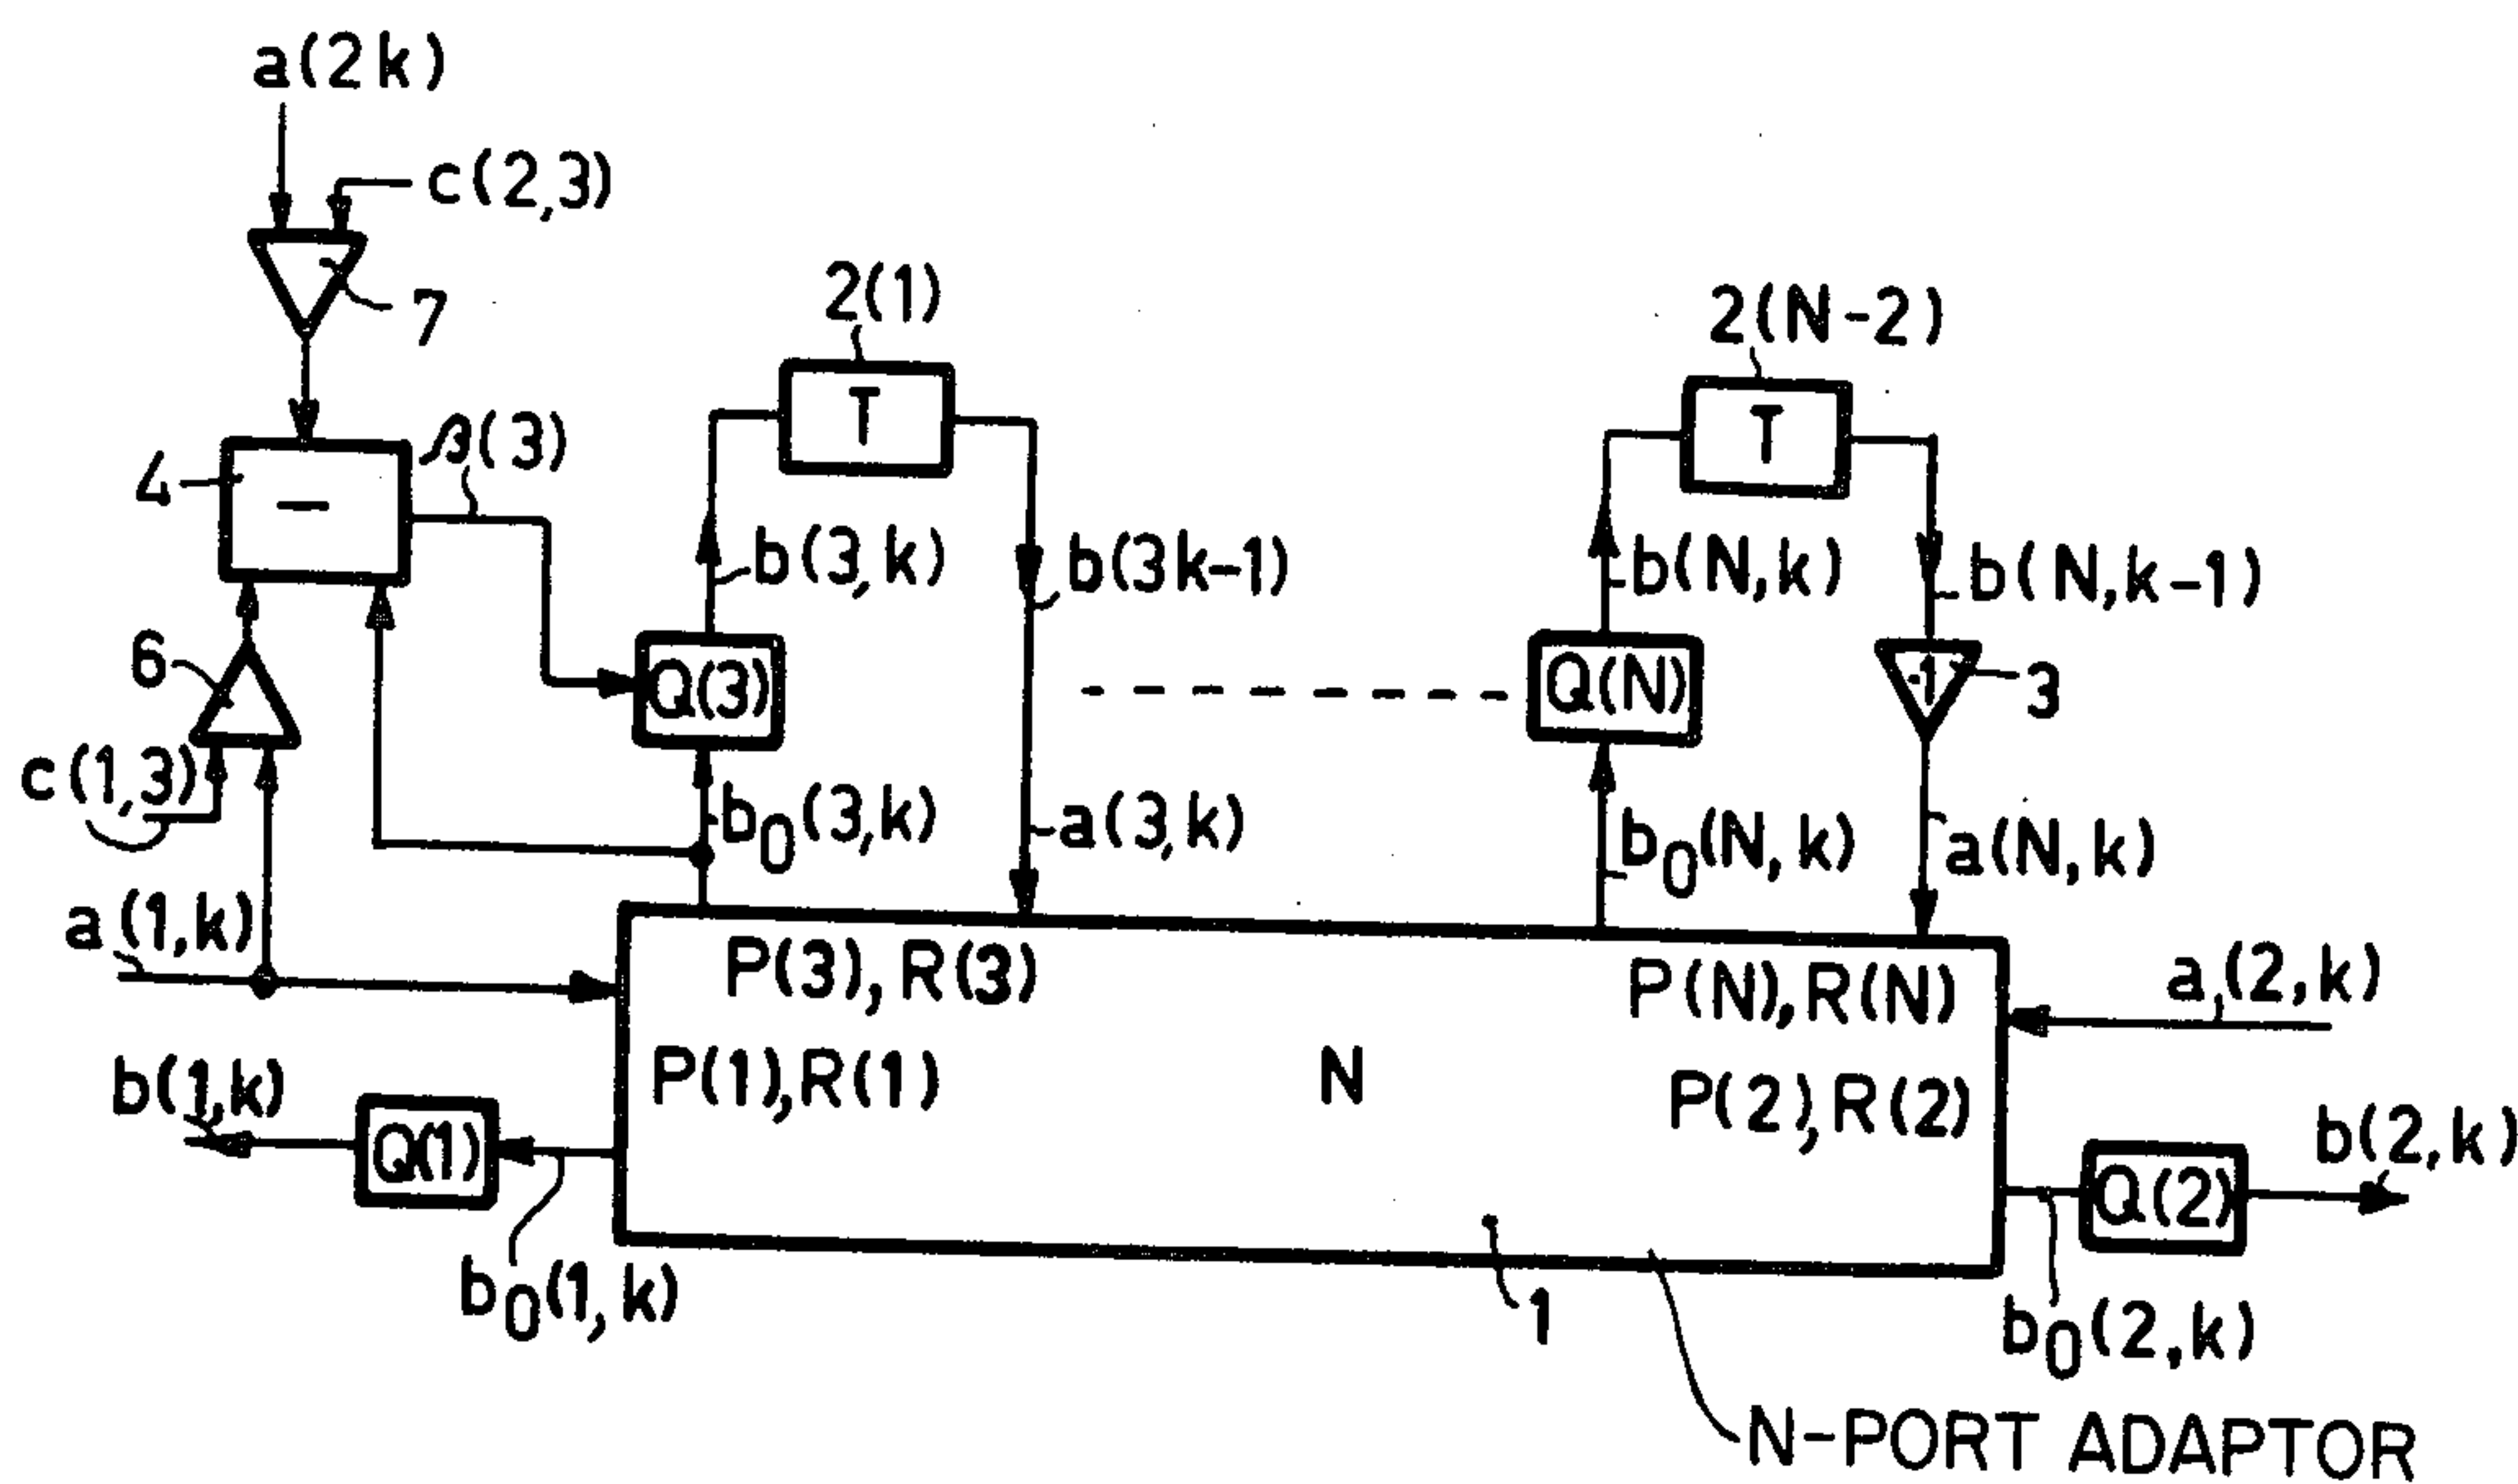 a(2k)
c(2,3)
7
2(1)
2(N-2)
T
T
β(3)
4
–
b(3,k)
b(3k-1)
b(N,k)
b(N,k-1)
6
Q(3)
Q(N)
-1
3
c(1,3)
b0(3,k)
a(3,k)
b0(N,k)
a(N,k)
a(1,k)
P(3),R(3)
P(N),R(N)
a(2,k)
P(1),R(1)
N
P(2),R(2)
b(1,k)
Q(1)
b(2,k)
Q(2)
b0(1,k)
1
b0(2,k)
N-PORT ADAPTOR